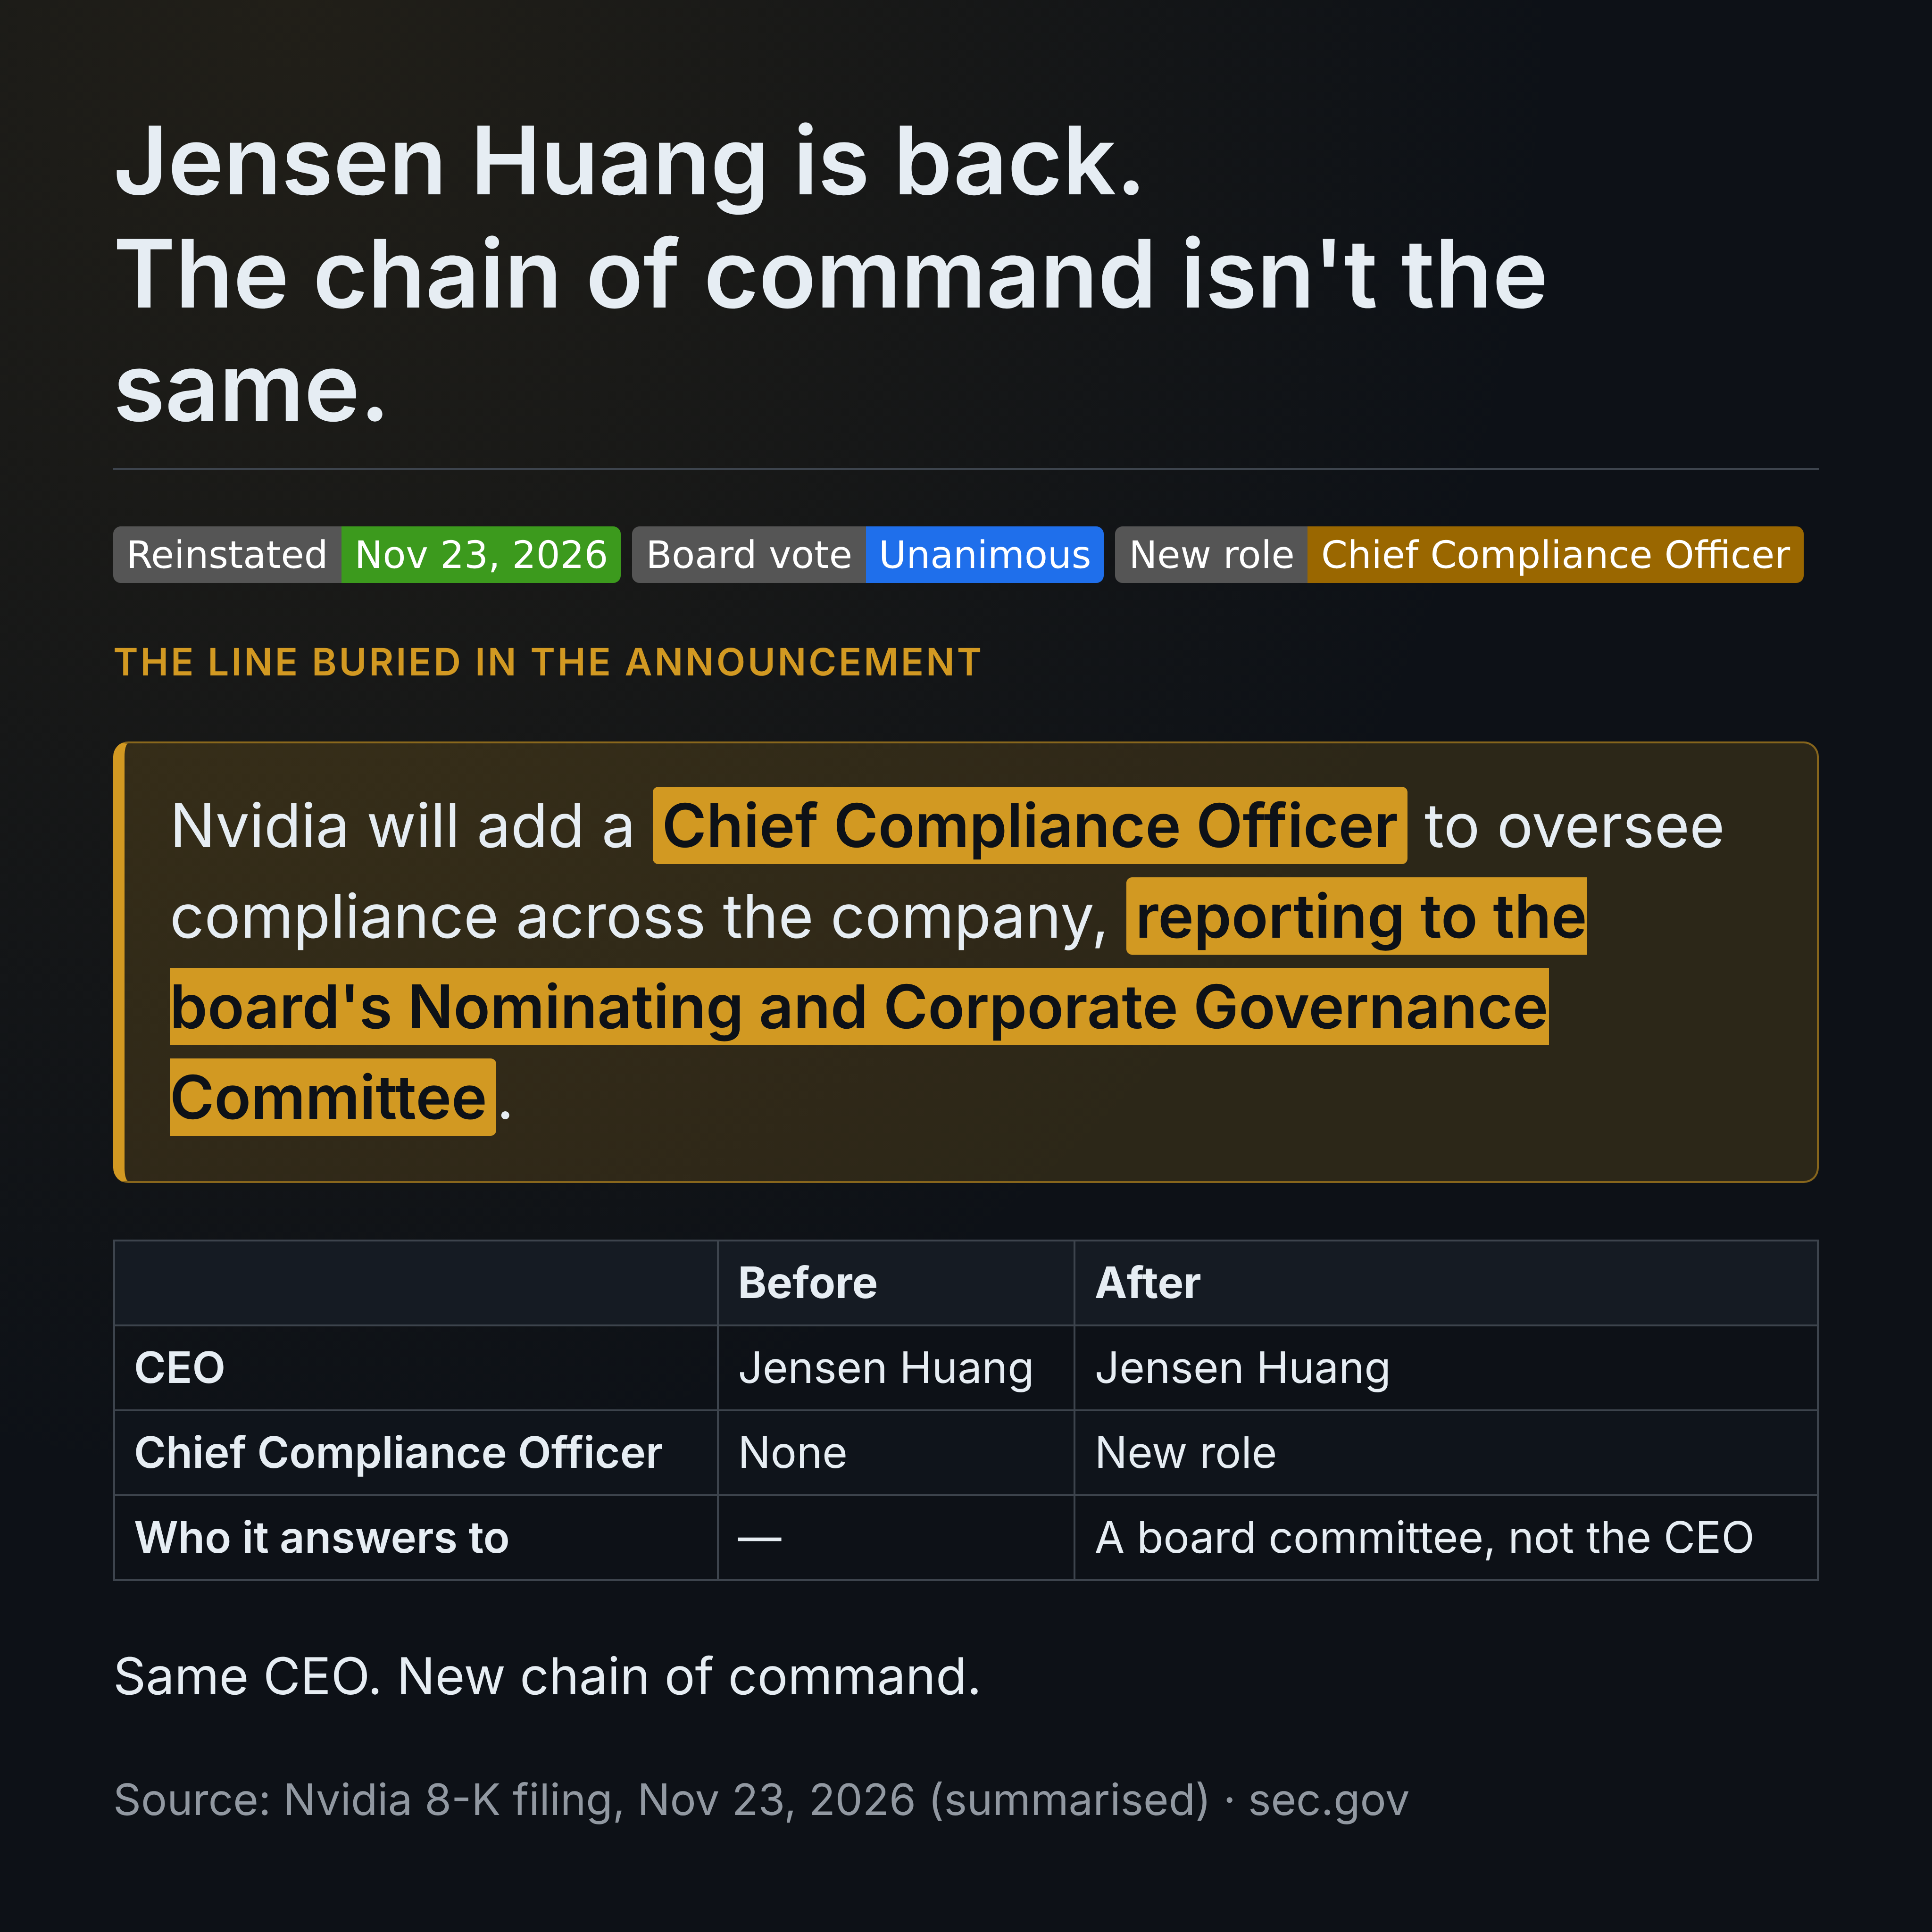 Jensen Huang is back.
The chain of command isn't the
same.
Reinstated Nov 23, 2026 Board vote Unanimous New role Chief Compliance Officer
THE LINE BURIED IN THE ANNOUNCEMENT
Nvidia will add a Chief Compliance Officer to oversee
compliance across the company, reporting to the
board's Nominating and Corporate Governance
Committee.
Before After
CEO Jensen Huang Jensen Huang
Chief Compliance Officer None New role
Who it answers to — A board committee, not the CEO
Same CEO. New chain of command.
Source: Nvidia 8-K filing, Nov 23, 2026 (summarised) · sec.gov